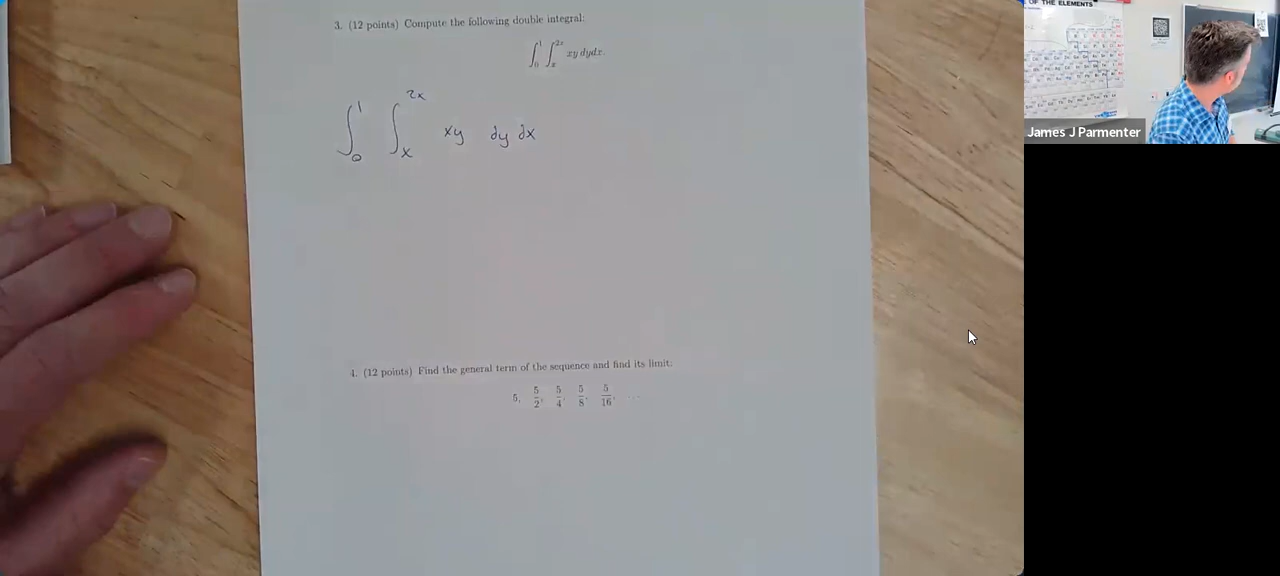 3. (12 points) Compute the following double integral:
∫₀¹ ∫ₓ²ˣ xy dydx.
∫₀¹ ∫ₓ²ˣ xy dy dx
4. (12 points) Find the general term of the sequence and find its limit:
5, 5/2, 5/4, 5/8, 5/16, ...
OF THE ELEMENTS
James J Parmenter